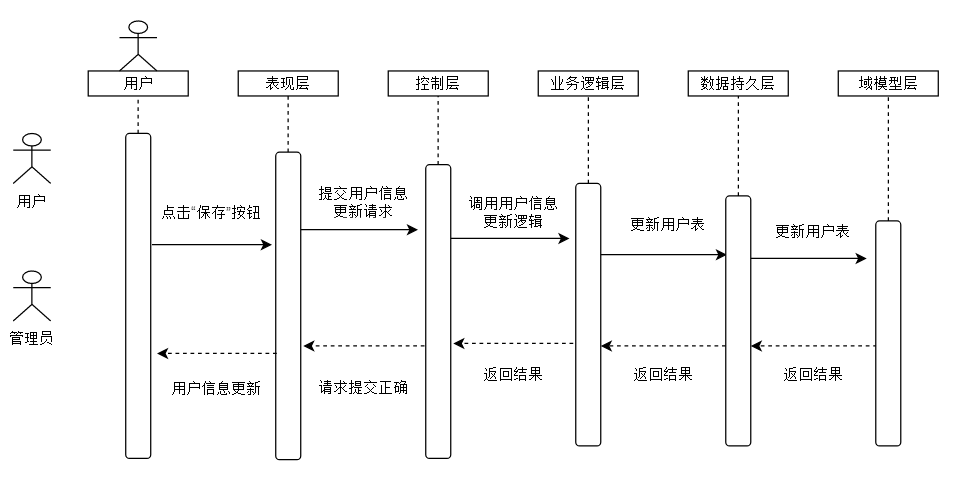 用户
表现层
控制层
业务逻辑层
数据持久层
域模型层
用户
管理员
点击“保存”按钮
提交用户信息
更新请求
调用用户信息
更新逻辑
更新用户表
更新用户表
用户信息更新
请求提交正确
返回结果
返回结果
返回结果